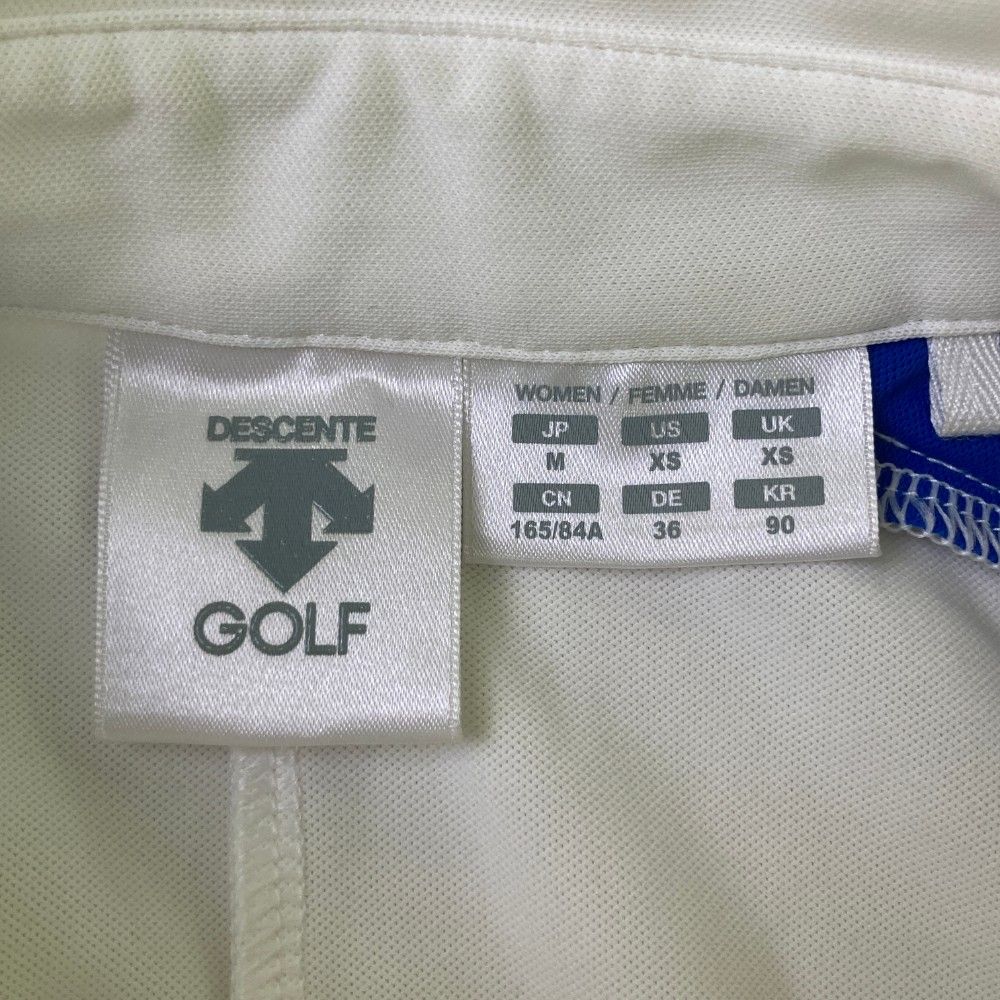 DESCENTE
GOLF
WOMEN / FEMME / DAMEN
JP US UK
M XS XS
CN DE KR
165/84A 36 90